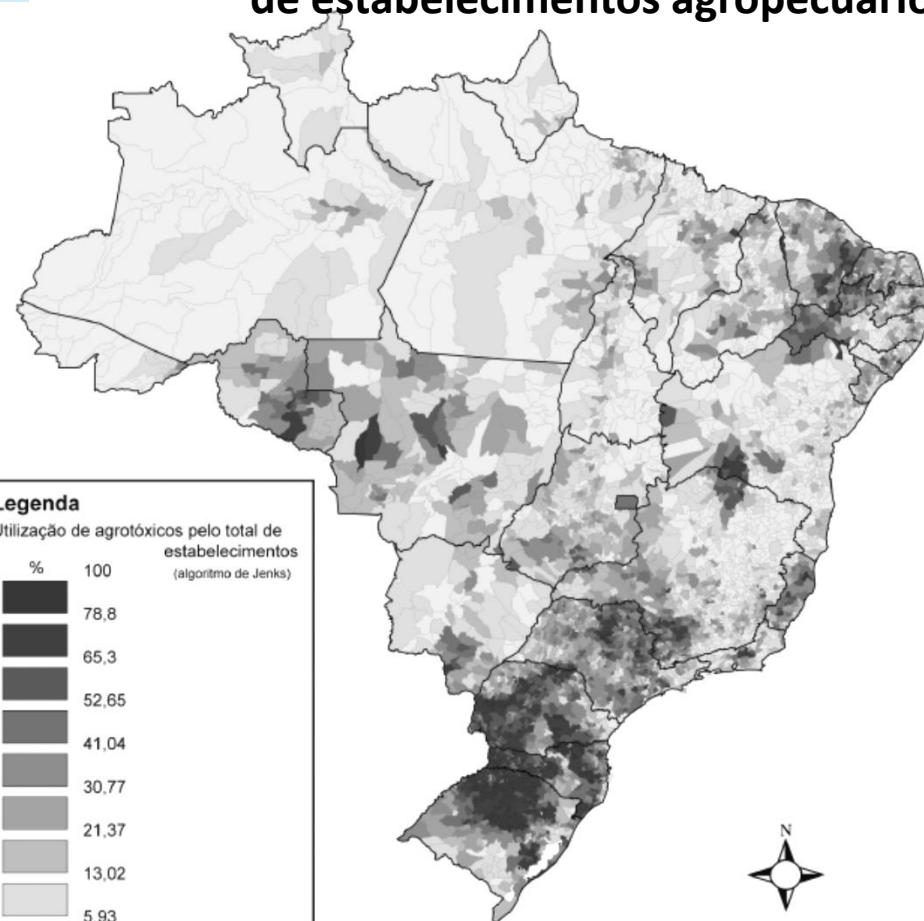 de estabelecimentos agropecuário
Legenda
Utilização de agrotóxicos pelo total de
estabelecimentos
(algoritmo de Jenks)
% 100
78,8
65,3
52,65
41,04
30,77
21,37
13,02
5,93
N